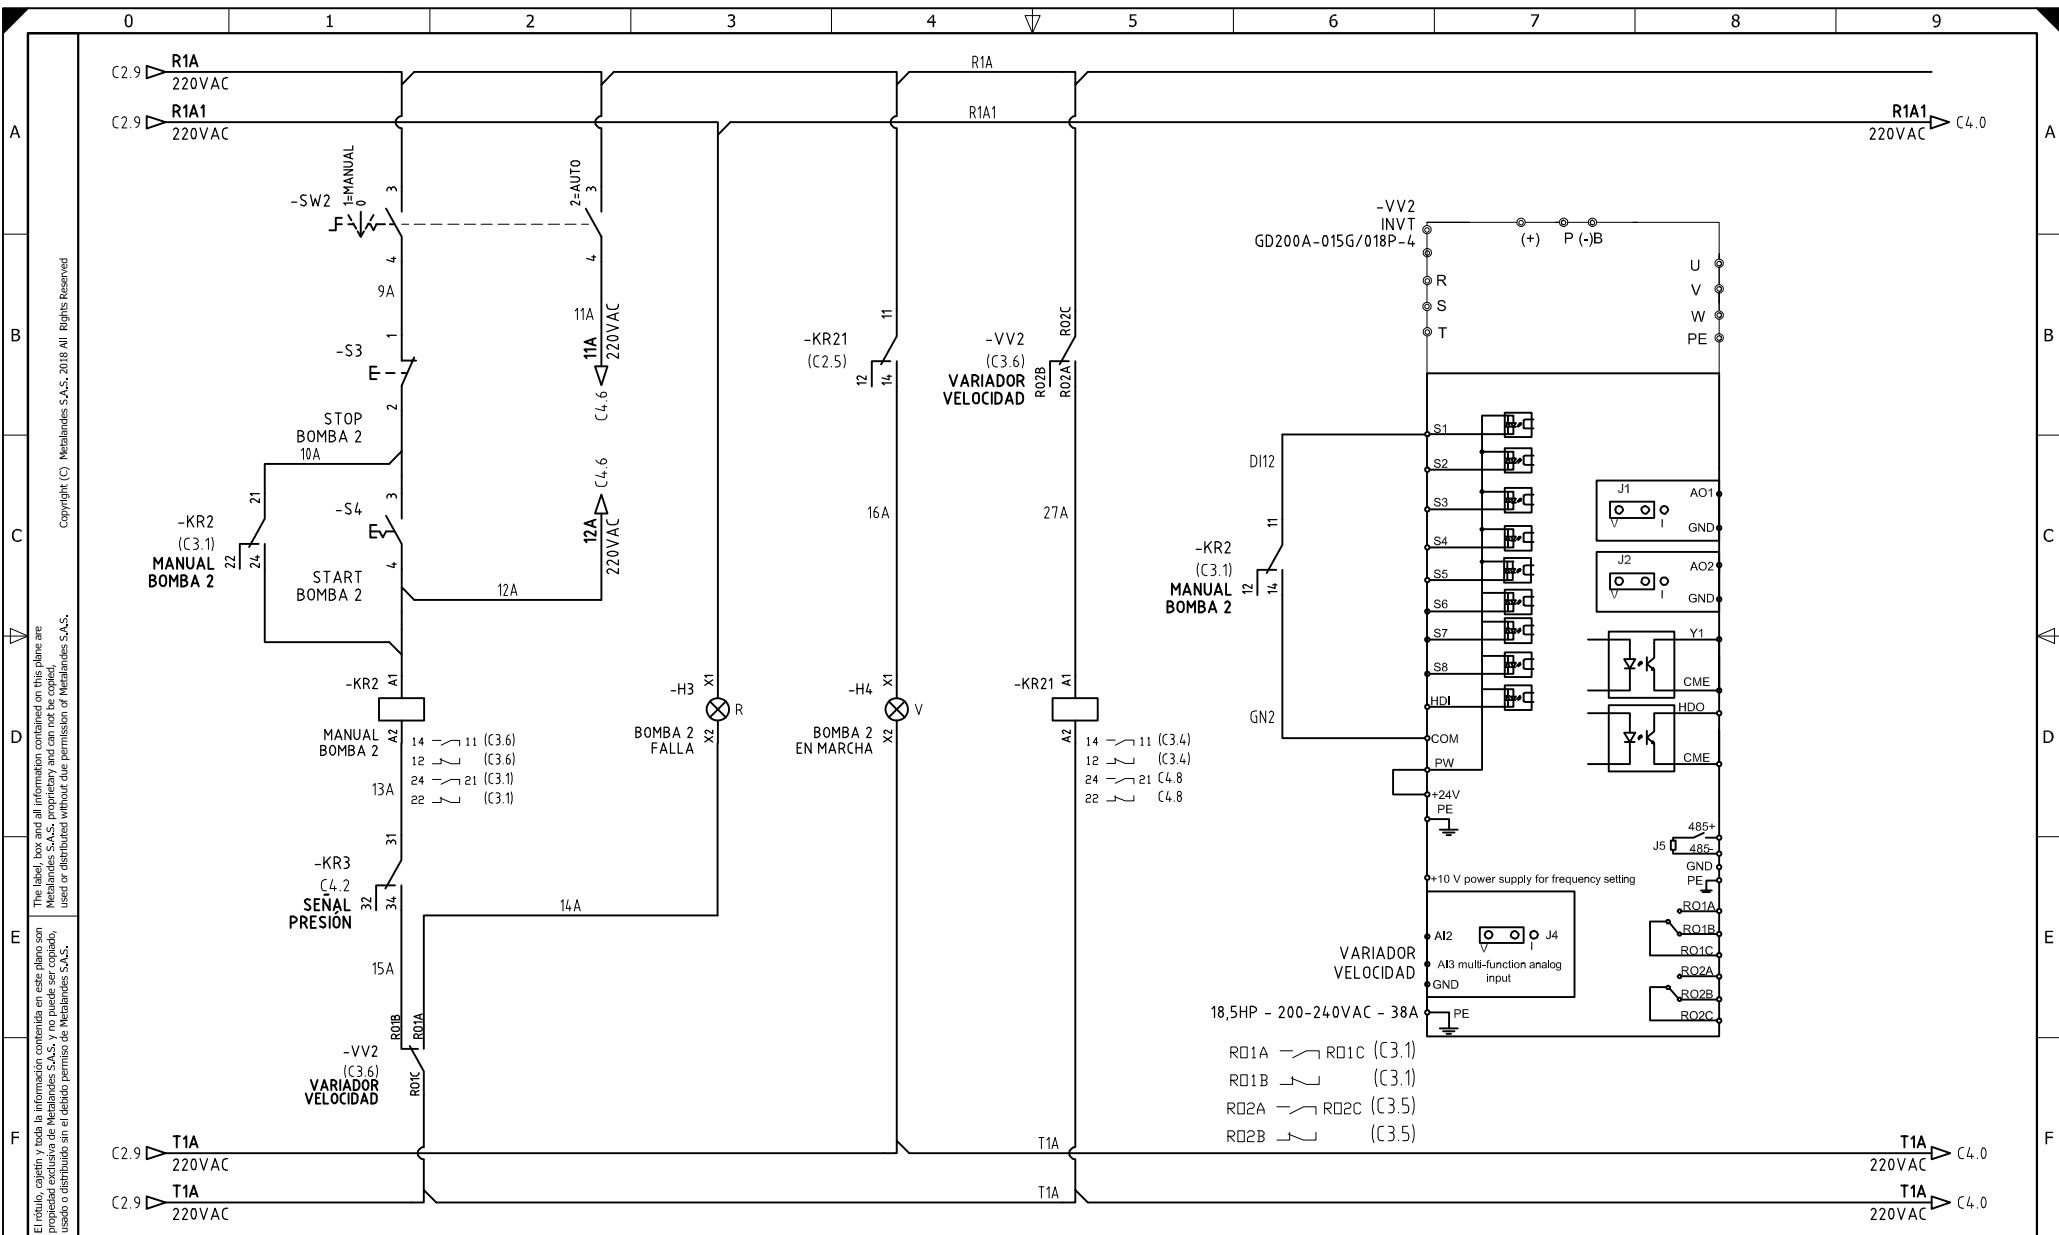 0 1 2 3 4 5 6 7 8 9
A
B
C
D
E
F
A
B
C
D
E
F
Copyright (C) Metalandes S.A.S. 2018 All Rights Reserved
The label, box and all information contained on this plane are
Metalandes S.A.S. proprietary and can not be copied,
used or distributed without due permission of Metalandes S.A.S.
El rótulo, cajetín y toda la información contenida en este plano son
propiedad exclusiva de Metalandes S.A.S. y no puede ser copiado,
usado o distribuido sin el debido permiso de Metalandes S.A.S.
C2.9 R1A
220VAC
R1A
C2.9 R1A1
220VAC
R1A1
R1A1
220VAC C4.0
-SW2
1=MANUAL
0
3
4
2=AUTO
3
4
9A
11A
11A
220VAC
C4.6
-S3
1
2
STOP
BOMBA 2
10A
-KR2
(C3.1)
MANUAL
BOMBA 2
21
22
24
-S4
3
4
START
BOMBA 2
C4.6
12A
220VAC
12A
-KR2
A1
A2
MANUAL
BOMBA 2
14 11 (C3.6)
12 (C3.6)
24 21 (C3.1)
22 (C3.1)
13A
-KR3
C4.2
SEÑAL
PRESIÓN
31
32
34
15A
14A
R01B
R01A
-VV2
(C3.6)
VARIADOR
VELOCIDAD
R01C
-H3
X1
R
X2
BOMBA 2
FALLA
-KR21
(C2.5)
11
12
14
16A
-H4
X1
V
X2
BOMBA 2
EN MARCHA
-VV2
(C3.6)
VARIADOR
VELOCIDAD
R02C
R02B
R02A
27A
-KR21
A1
A2
14 11 (C3.4)
12 (C3.4)
24 21 C4.8
22 C4.8
-KR2
(C3.1)
MANUAL
BOMBA 2
DI12
11
12
14
GN2
-VV2
INVT
GD200A-015G/018P-4
(+) P (-)B
R
S
T
U
V
W
PE
S1
S2
S3
S4
S5
S6
S7
S8
HDI
COM
PW
+24V
PE
+10 V power supply for frequency setting
AI2
J4
V I
AI3 multi-function analog
input
GND
PE
J1
V I
AO1
GND
J2
V I
AO2
GND
Y1
CME
HDO
CME
485+
J5
485-
GND
PE
RO1A
RO1B
RO1C
RO2A
RO2B
RO2C
VARIADOR
VELOCIDAD
18,5HP - 200-240VAC - 38A
RO1A RO1C (C3.1)
RO1B (C3.1)
RO2A RO2C (C3.5)
RO2B (C3.5)
C2.9 T1A
220VAC
T1A
T1A
220VAC C4.0
C2.9 T1A
220VAC
T1A
T1A
220VAC C4.0